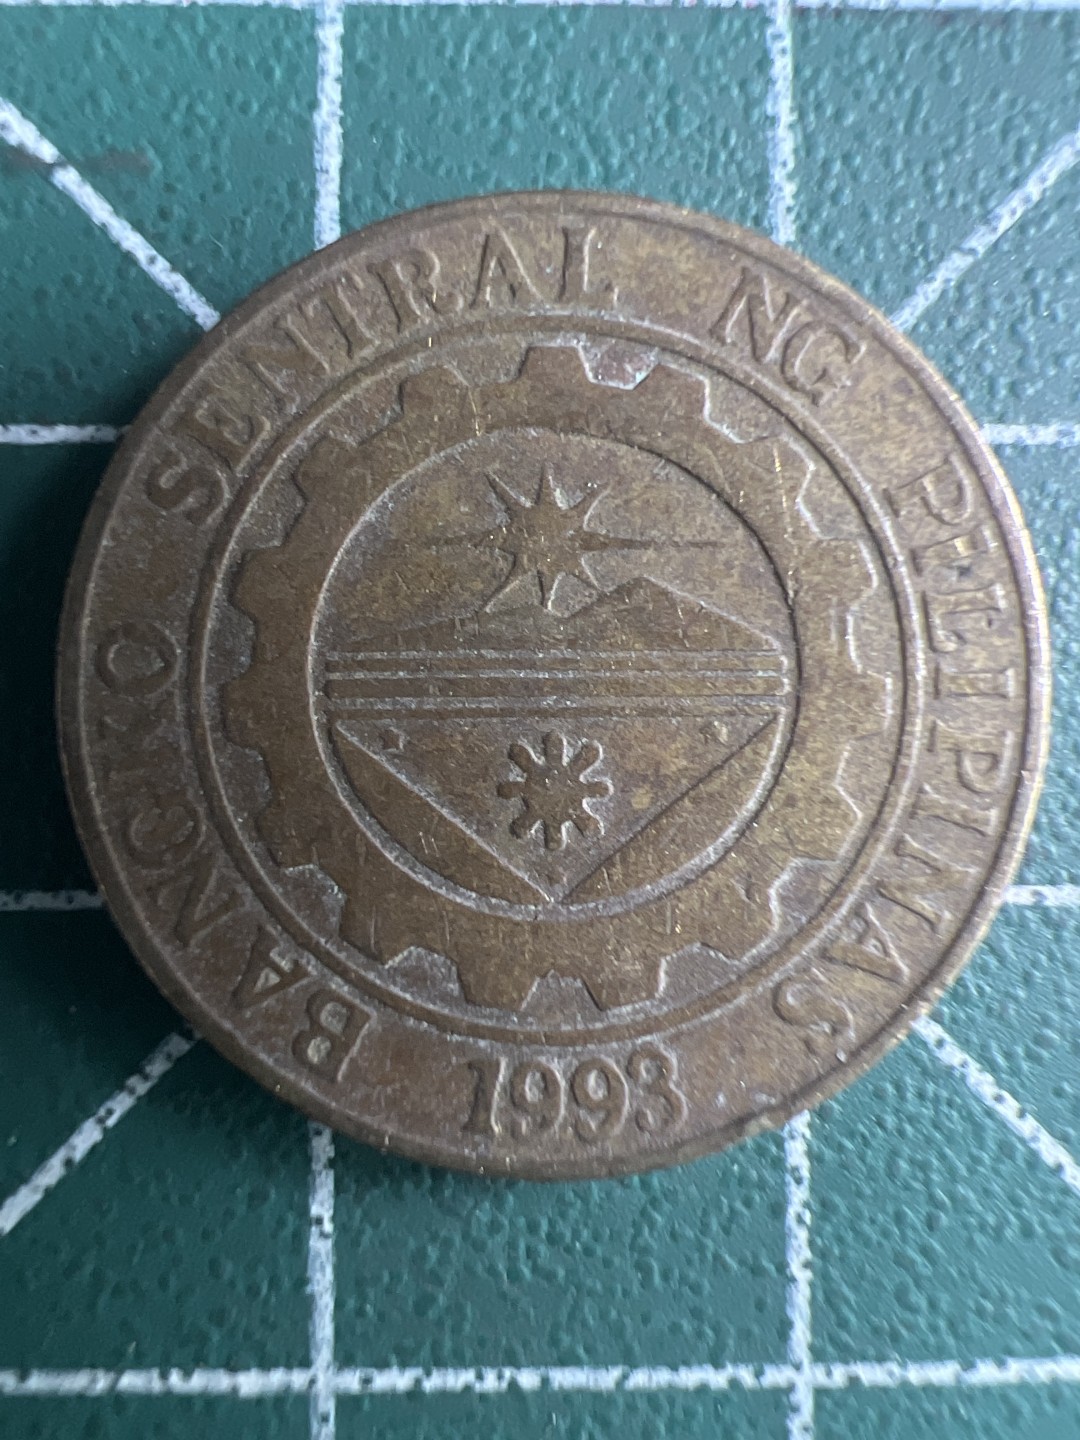 BANGKO SENTRAL NG PILIPINAS
1993